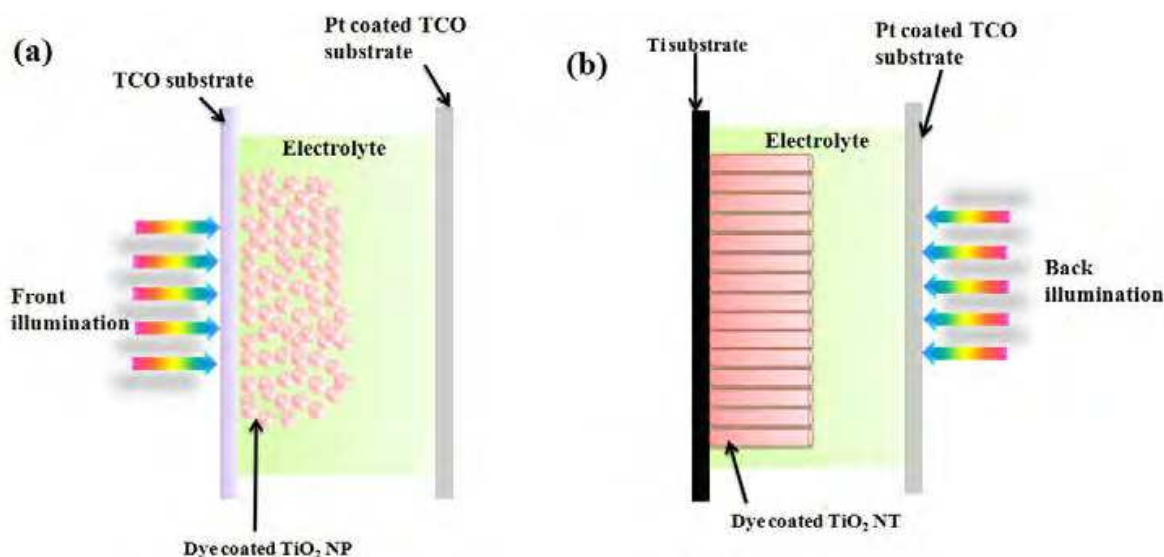 (a)
Pt coated TCO
substrate
TCO substrate
Electrolyte
Front
illumination
Dye coated TiO₂ NP
(b)
Ti substrate
Pt coated TCO
substrate
Electrolyte
Back
illumination
Dye coated TiO₂ NT